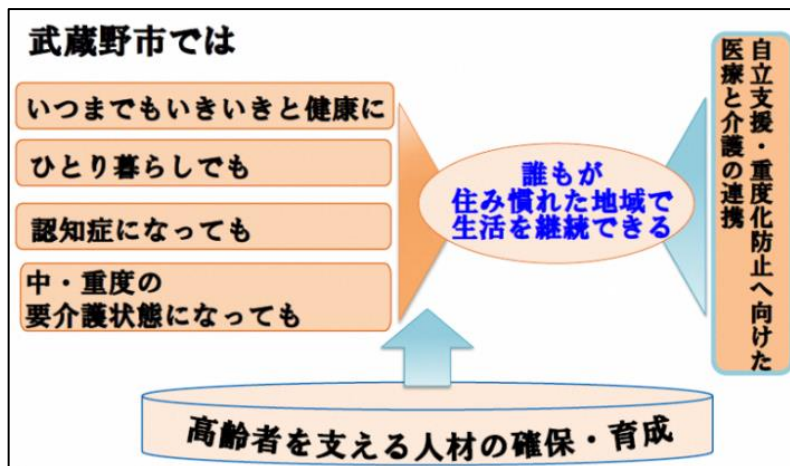 武蔵野市では
いつまでもいきいきと健康に
ひとり暮らしでも
認知症になっても
中・重度の
要介護状態になっても
誰もが
住み慣れた地域で
生活を継続できる
自立支援・重度化防止へ向けた
医療と介護の連携
高齢者を支える人材の確保・育成